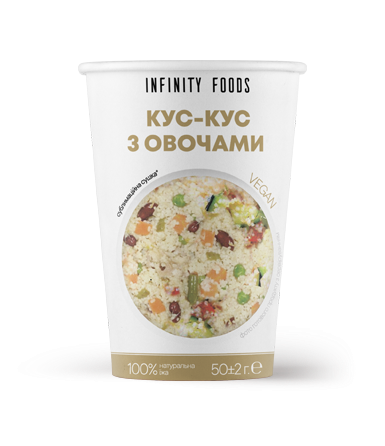 INFINITY FOODS
КУС-КУС
З ОВОЧАМИ
сублімаційна сушка*
VEGAN
100% натуральна
їжа
50±2 г. ℮